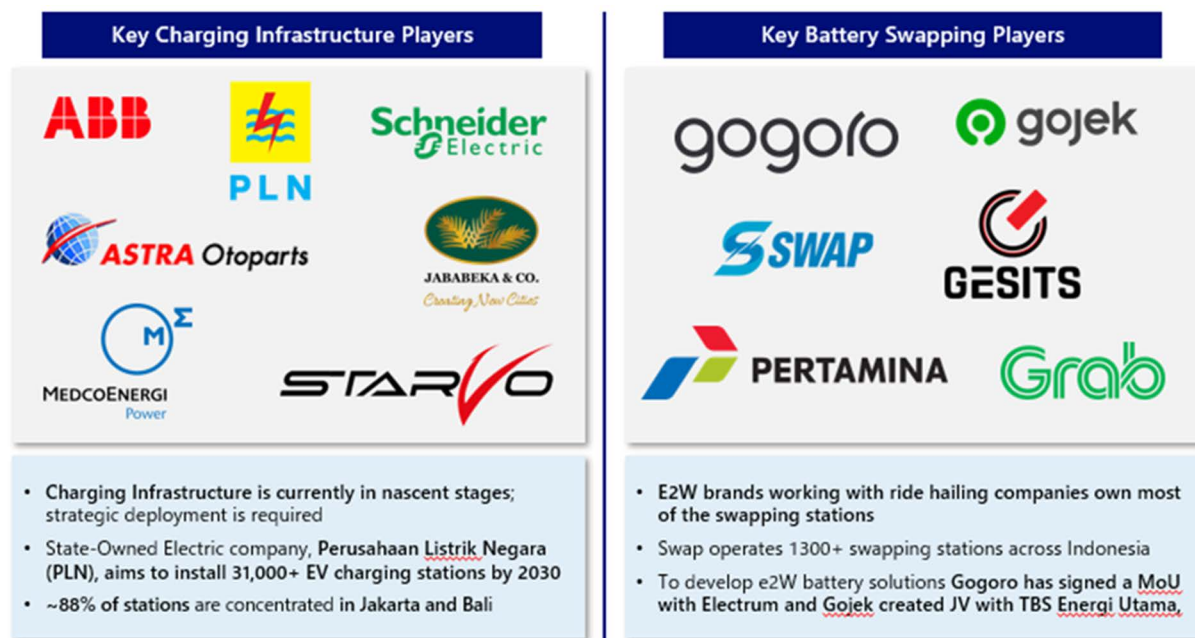 Key Charging Infrastructure Players
ABB
PLN
Schneider
Electric
ASTRA Otoparts
JABABEKA & CO.
Creating New Cities
M Σ
MEDCOENERGI
Power
STARVO
• Charging Infrastructure is currently in nascent stages;
strategic deployment is required
• State-Owned Electric company, Perusahaan Listrik Negara
(PLN), aims to install 31,000+ EV charging stations by 2030
• ~88% of stations are concentrated in Jakarta and Bali
Key Battery Swapping Players
gogoro
gojek
SWAP
GESITS
PERTAMINA
Grab
• E2W brands working with ride hailing companies own most
of the swapping stations
• Swap operates 1300+ swapping stations across Indonesia
• To develop e2W battery solutions Gogoro has signed a MoU
with Electrum and Gojek created JV with TBS Energi Utama,